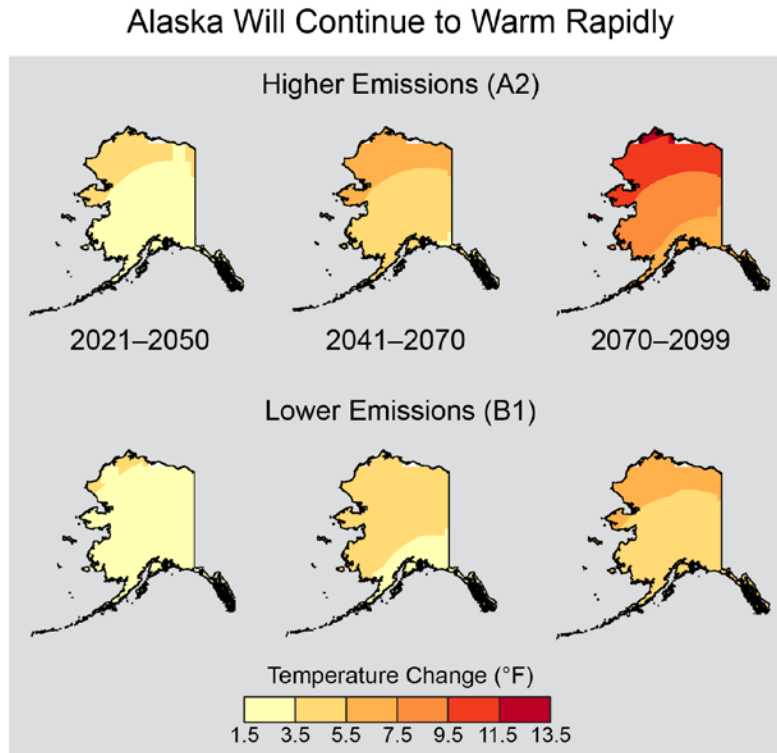 Alaska Will Continue to Warm Rapidly
Higher Emissions (A2)
2021–2050 2041–2070 2070–2099
Lower Emissions (B1)
Temperature Change (°F)
1.5 3.5 5.5 7.5 9.5 11.5 13.5